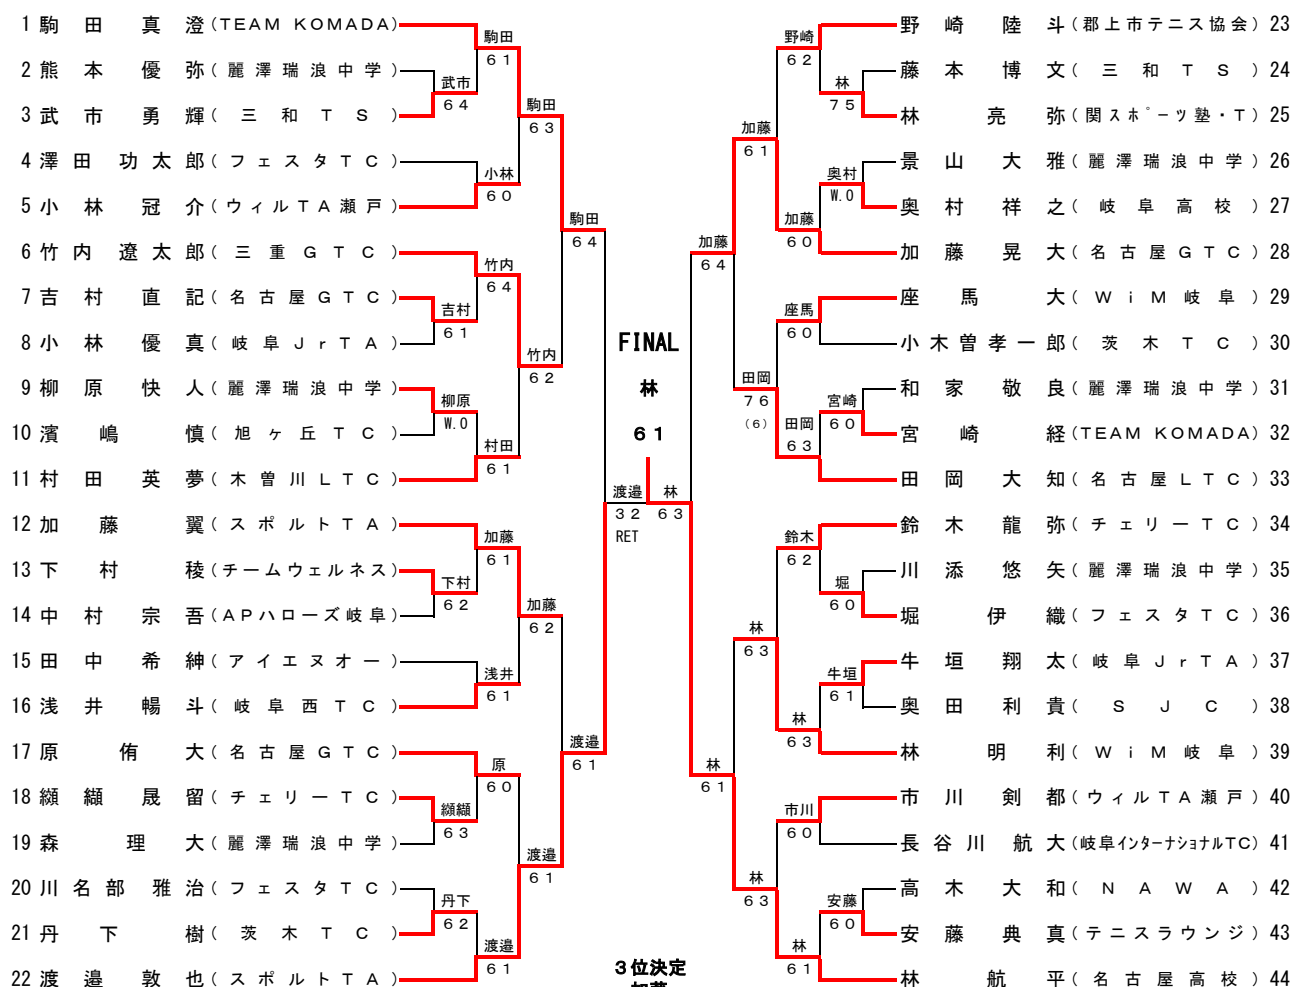 1 駒田 真澄 (TEAM KOMADA)
2 熊本 優弥 (麗澤瑞浪中学)
3 武市 勇輝 (三和TS)
4 澤田 功太郎 (フェスタTC)
5 小林 冠介 (ウィルTA瀬戸)
6 竹内 遼太郎 (三重GTC)
7 吉村 直記 (名古屋GTC)
8 小林 優真 (岐阜JrTA)
9 柳原 快人 (麗澤瑞浪中学)
10 濱嶋 慎 (旭ヶ丘TC)
11 村田 英夢 (木曽川LTC)
12 加藤 翼 (スポルトTA)
13 下村 稜 (チームウェルネス)
14 中村 宗吾 (APハローズ岐阜)
15 田中 希紳 (アイエヌオー)
16 浅井 暢斗 (岐阜西TC)
17 原 侑大 (名古屋GTC)
18 纐纈 晟留 (チェリーTC)
19 森 理大 (麗澤瑞浪中学)
20 川名部 雅治 (フェスタTC)
21 丹下 樹 (茨木TC)
22 渡邉 敦也 (スポルトTA)
武市
64
吉村
61
柳原
W.0
下村
62
纐纈
63
丹下
62
駒田
61
小林
60
竹内
64
村田
61
加藤
61
浅井
61
原
60
渡邉
61
駒田
63
竹内
62
加藤
62
渡邉
61
駒田
64
渡邉
61
渡邉
32
RET
FINAL
林
61
林
63
3位決定
加藤
64
林
61
加藤
61
田岡
76
(6)
林
63
林
63
野崎
62
加藤
60
座馬
60
田岡
63
鈴木
62
林
63
市川
60
林
61
林
75
奥村
W.0
宮崎
60
堀
60
牛垣
61
安藤
60
野崎 陸斗 (郡上市テニス協会) 23
藤本 博文 (三和TS) 24
林 亮弥 (関スポーツ塾・T) 25
景山 大雅 (麗澤瑞浪中学) 26
奥村 祥之 (岐阜高校) 27
加藤 晃大 (名古屋GTC) 28
座馬 大 (WiM岐阜) 29
小木曽 孝一郎 (茨木TC) 30
和家 敬良 (麗澤瑞浪中学) 31
宮崎 経 (TEAM KOMADA) 32
田岡 大知 (名古屋LTC) 33
鈴木 龍弥 (チェリーTC) 34
川添 悠矢 (麗澤瑞浪中学) 35
堀 伊織 (フェスタTC) 36
牛垣 翔太 (岐阜JrTA) 37
奥田 利貴 (SJC) 38
林 明利 (WiM岐阜) 39
市川 剣都 (ウィルTA瀬戸) 40
長谷川 航大 (岐阜インターナショナルTC) 41
高木 大和 (NAWA) 42
安藤 典真 (テニスラウンジ) 43
林 航平 (名古屋高校) 44